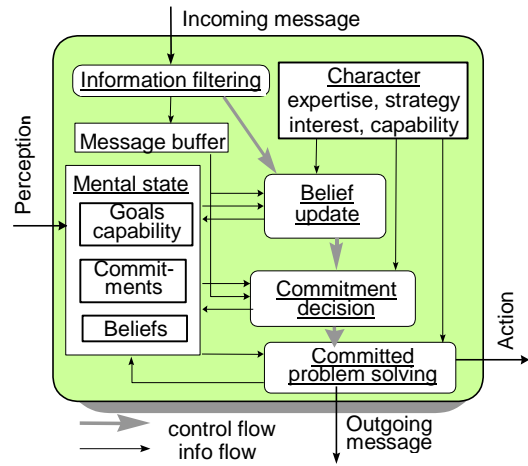 Incoming message
Information filtering
Character
expertise, strategy
interest, capability
Message buffer
Perception
Mental state
Goals
capability
Commit-
ments
Beliefs
Belief
update
Commitment
decision
Committed
problem solving
Action
control flow
info flow
Outgoing
message